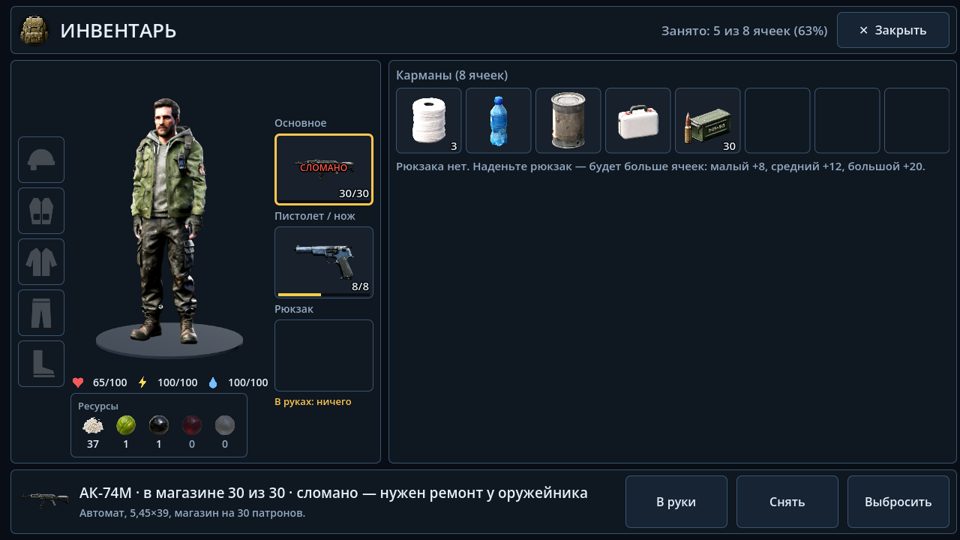 ИНВЕНТАРЬ
Занято: 5 из 8 ячеек (63%)
✕ Закрыть
Основное
СЛОМАНО
30/30
Пистолет / нож
8/8
Рюкзак
В руках: ничего
65/100 100/100 100/100
Ресурсы
37 1 1 0 0
Карманы (8 ячеек)
3
30
Рюкзака нет. Наденьте рюкзак — будет больше ячеек: малый +8, средний +12, большой +20.
АК-74М · в магазине 30 из 30 · сломано — нужен ремонт у оружейника
Автомат, 5,45×39, магазин на 30 патронов.
В руки
Снять
Выбросить